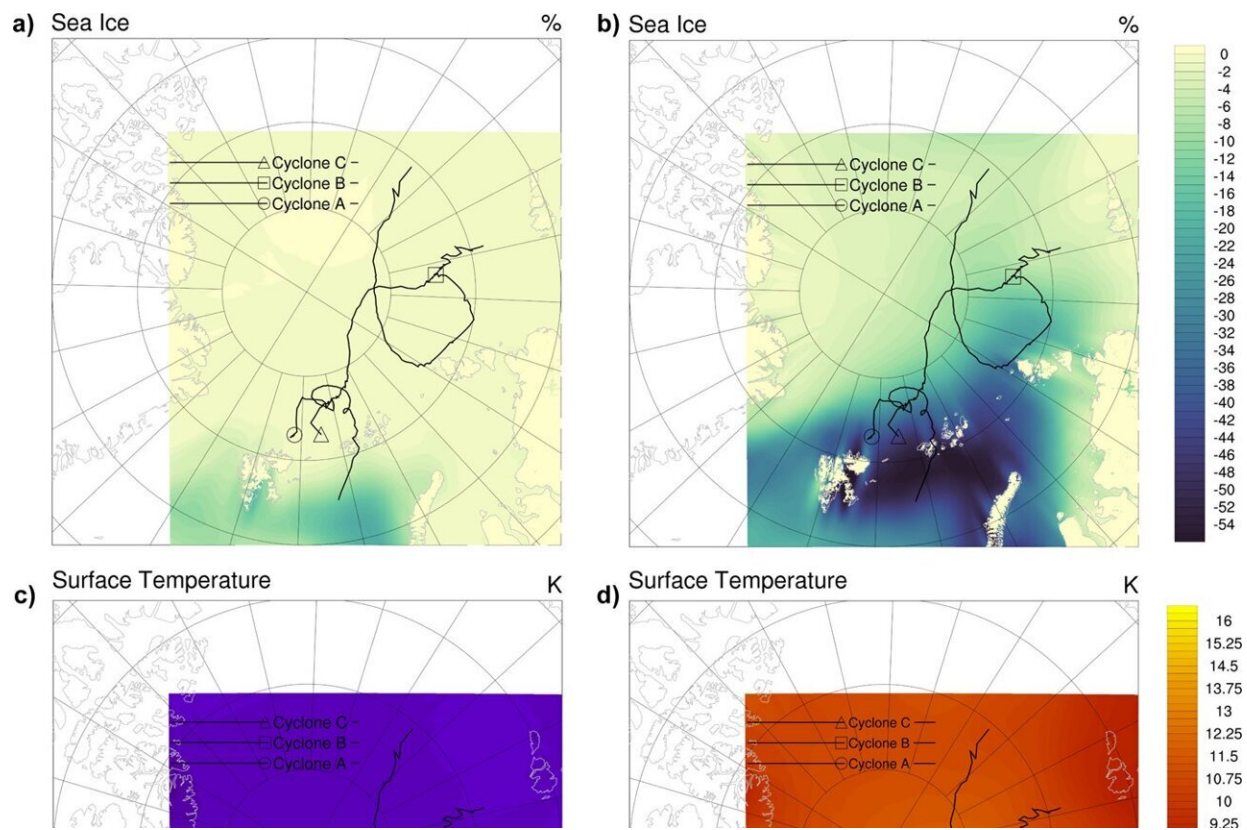 a) Sea Ice %
Cyclone C
Cyclone B
Cyclone A
b) Sea Ice %
Cyclone C
Cyclone B
Cyclone A
0
-2
-4
-6
-8
-10
-12
-14
-16
-18
-20
-22
-24
-26
-28
-30
-32
-34
-36
-38
-40
-42
-44
-46
-48
-50
-52
-54
c) Surface Temperature K
Cyclone C
Cyclone B
Cyclone A
d) Surface Temperature K
Cyclone C
Cyclone B
Cyclone A
16
15.25
14.5
13.75
13
12.25
11.5
10.75
10
9.25